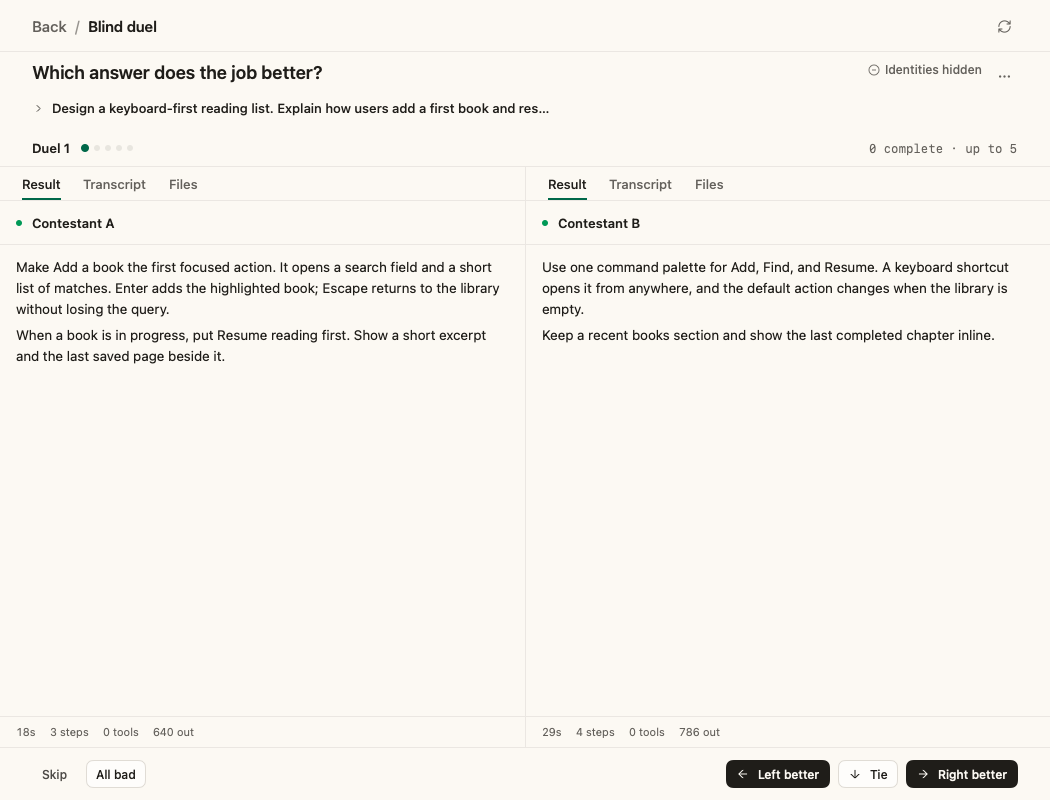 Back / Blind duel
Which answer does the job better?
Identities hidden
...
Design a keyboard-first reading list. Explain how users add a first book and res...
Duel 1
0 complete · up to 5
Result Transcript Files
Contestant A
Make Add a book the first focused action. It opens a search field and a short
list of matches. Enter adds the highlighted book; Escape returns to the library
without losing the query.
When a book is in progress, put Resume reading first. Show a short excerpt
and the last saved page beside it.
18s 3 steps 0 tools 640 out
Result Transcript Files
Contestant B
Use one command palette for Add, Find, and Resume. A keyboard shortcut
opens it from anywhere, and the default action changes when the library is
empty.
Keep a recent books section and show the last completed chapter inline.
29s 4 steps 0 tools 786 out
Skip
All bad
Left better
Tie
Right better